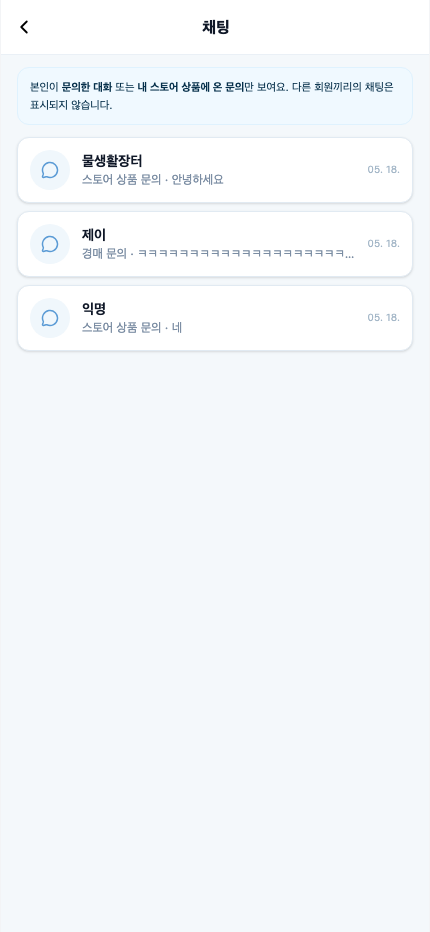 채팅
본인이 문의한 대화 또는 내 스토어 상품에 온 문의만 보여요. 다른 회원끼리의 채팅은
표시되지 않습니다.
물생활장터
스토어 상품 문의 · 안녕하세요
05. 18.
제이
경매 문의 · ㅋㅋㅋㅋㅋㅋㅋㅋㅋㅋㅋㅋㅋㅋㅋㅋㅋㅋㅋㅋ...
05. 18.
익명
스토어 상품 문의 · 네
05. 18.